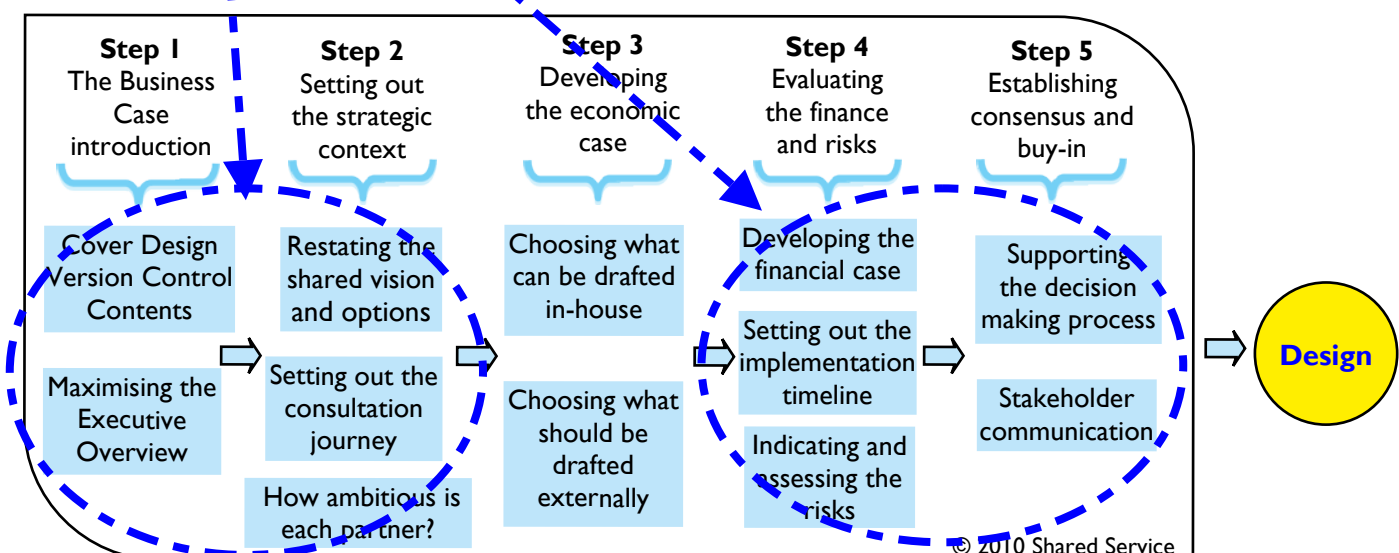 Step 1
The Business
Case
introduction
Cover Design
Version Control
Contents
Maximising the
Executive
Overview
Step 2
Setting out
the strategic
context
Restating the
shared vision
and options
Setting out the
consultation
journey
How ambitious is
each partner?
Step 3
Developing
the economic
case
Choosing what
can be drafted
in-house
Choosing what
should be
drafted
externally
Step 4
Evaluating
the finance
and risks
Developing the
financial case
Setting out the
implementation
timeline
Indicating and
assessing the
risks
Step 5
Establishing
consensus and
buy-in
Supporting
the decision
making process
Stakeholder
communication
Design
© 2010 Shared Service